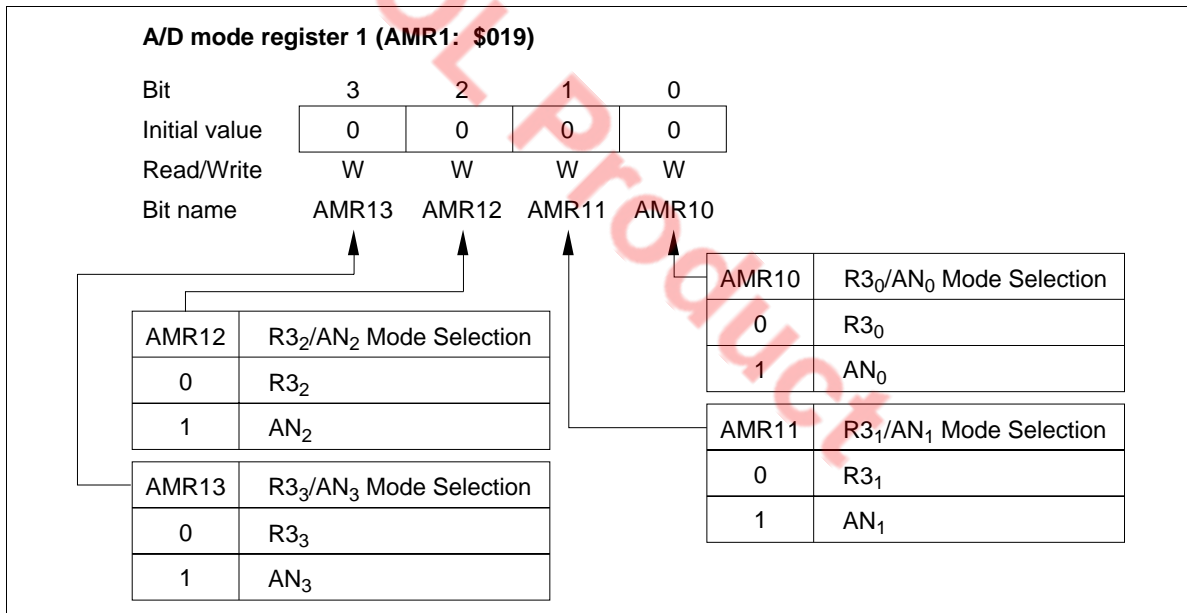 A/D mode register 1 (AMR1: $019)
Bit 3 2 1 0
Initial value 0 0 0 0
Read/Write W W W W
Bit name AMR13 AMR12 AMR11 AMR10
AMR12 R3₂/AN₂ Mode Selection
0 R3₂
1 AN₂
AMR13 R3₃/AN₃ Mode Selection
0 R3₃
1 AN₃
AMR10 R3₀/AN₀ Mode Selection
0 R3₀
1 AN₀
AMR11 R3₁/AN₁ Mode Selection
0 R3₁
1 AN₁
OL Product